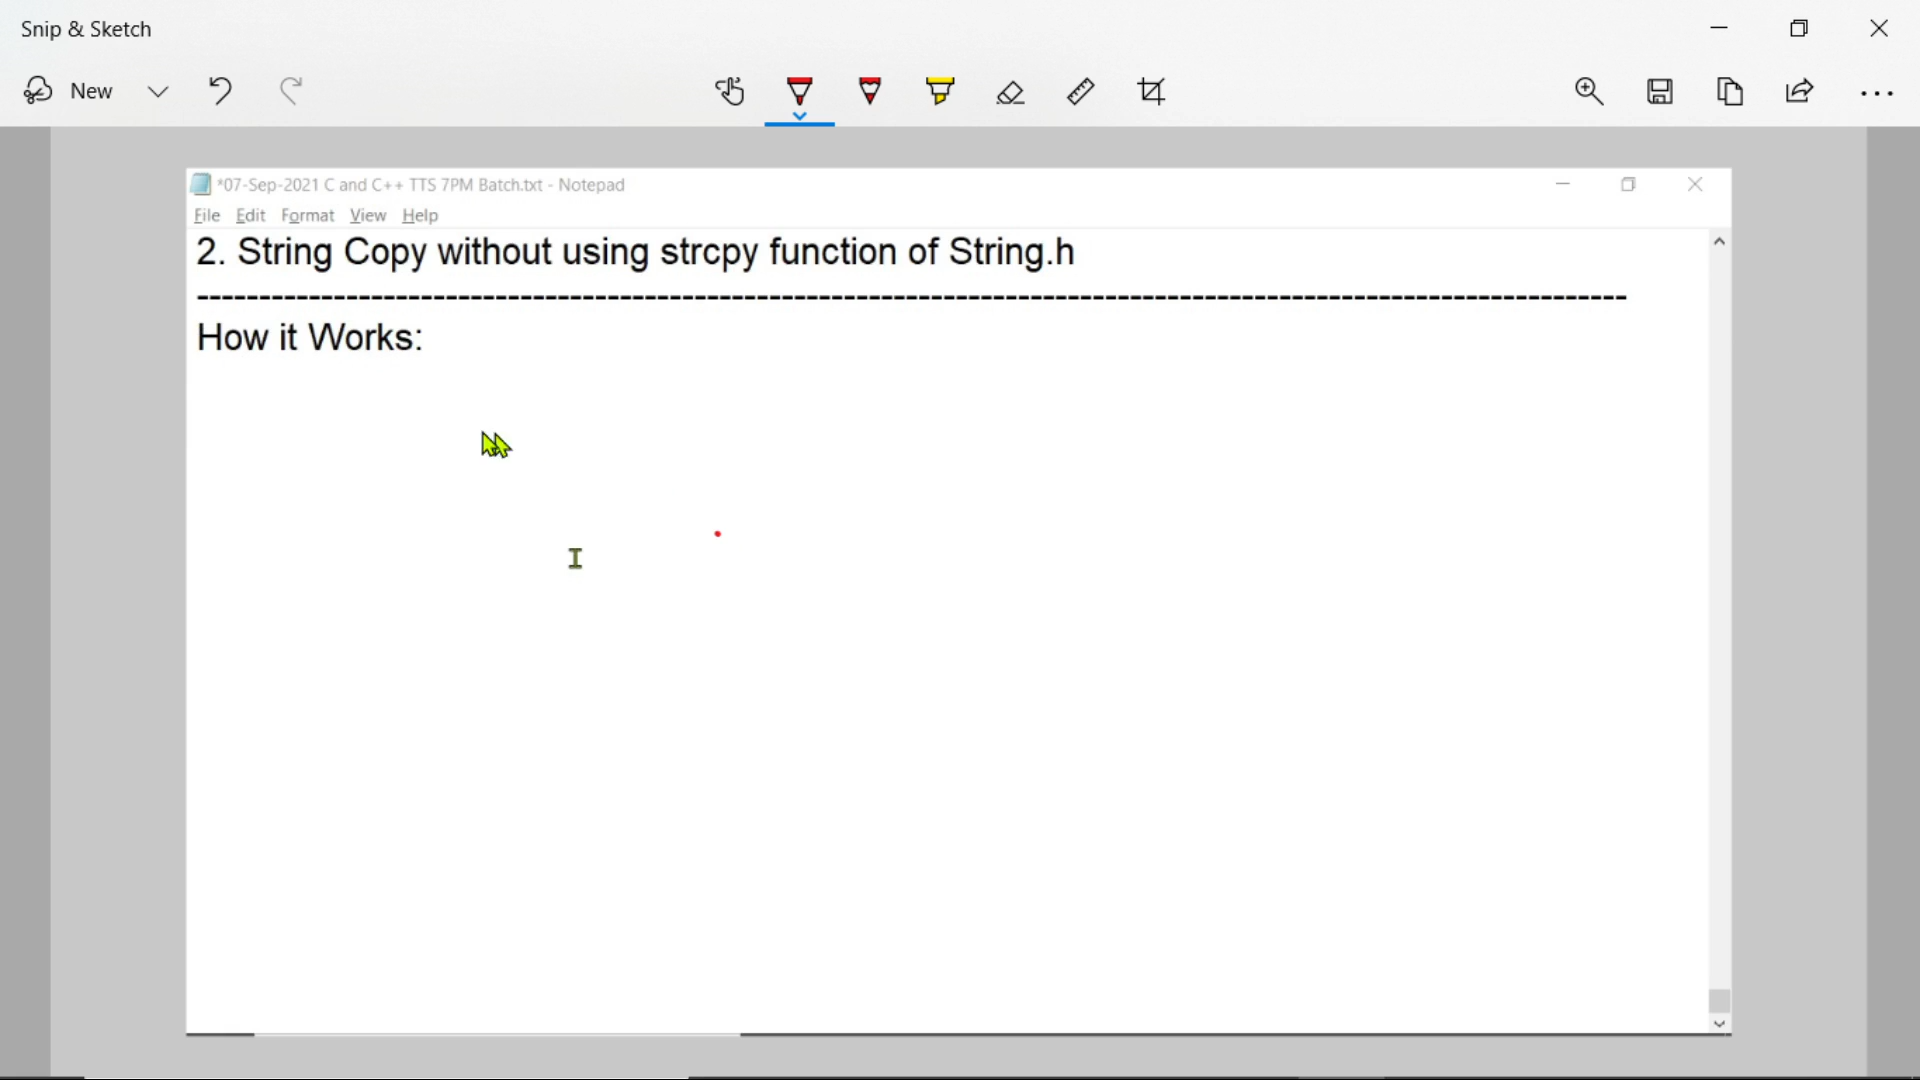 Snip & Sketch
New
*07-Sep-2021 C and C++ TTS 7PM Batch.txt - Notepad
File Edit Format View Help
2. String Copy without using strcpy function of String.h
--------------------------------------------------------------------------------------------------------------
How it Works: